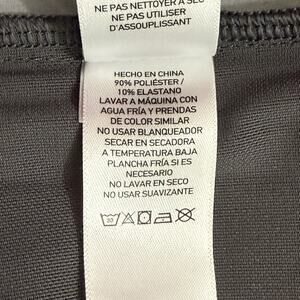 NE PAS NETTOYER À SEC
NE PAS UTILISER
D'ASSOUPLISSANT
HECHO EN CHINA
90% POLIÉSTER /
10% ELASTANO
LAVAR A MÁQUINA CON
AGUA FRÍA Y PRENDAS
DE COLOR SIMILAR
NO USAR BLANQUEADOR
SECAR EN SECADORA
A TEMPERATURA BAJA
PLANCHA FRÍA SI ES
NECESARIO
NO LAVAR EN SECO
NO USAR SUAVIZANTE
30